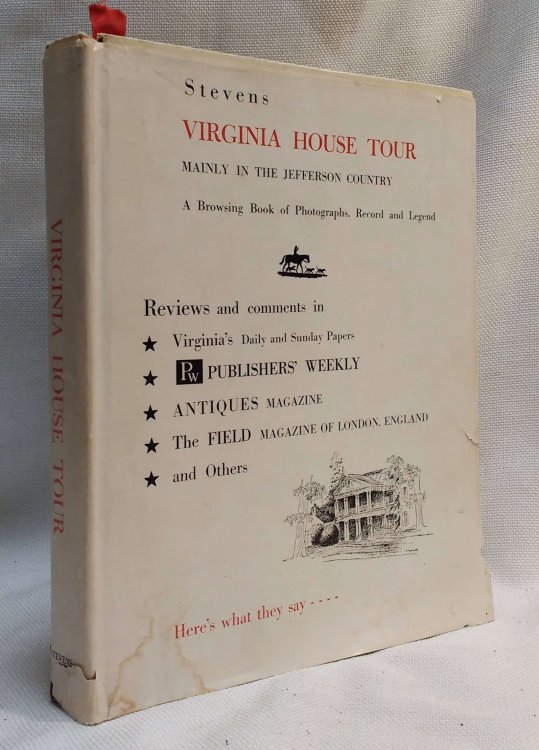 Stevens
VIRGINIA HOUSE TOUR
MAINLY IN THE JEFFERSON COUNTRY
A Browsing Book of Photographs, Record and Legend
Reviews and comments in
★ Virginia's Daily and Sunday Papers
★ PW PUBLISHERS' WEEKLY
★ ANTIQUES MAGAZINE
★ The FIELD MAGAZINE OF LONDON, ENGLAND
★ and Others
Here's what they say - - - -
VIRGINIA HOUSE TOUR
STEVENS